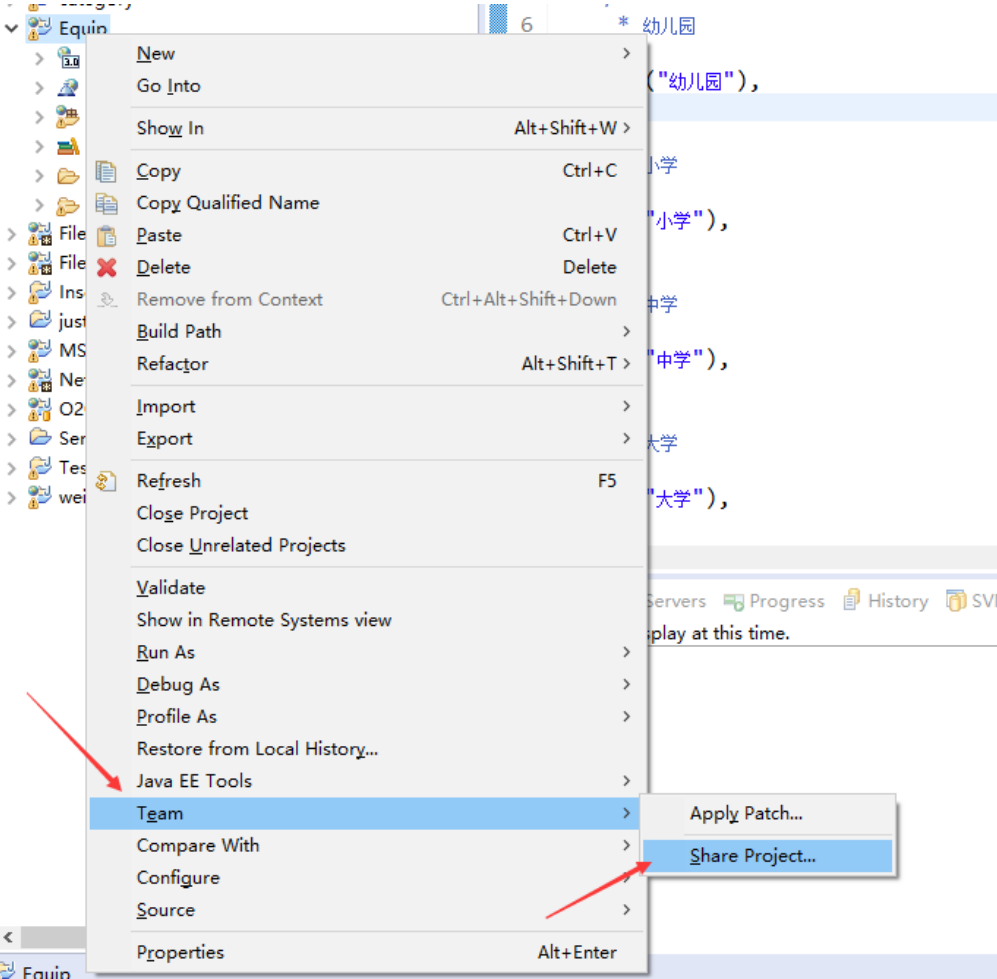 category
Equip
6
* 幼儿园
New
("幼儿园"),
Go Into
Show In Alt+Shift+W
小学
Copy Ctrl+C
Copy Qualified Name
"小学"),
File
Paste Ctrl+V
File
Delete Delete
Ins
Remove from Context Ctrl+Alt+Shift+Down
中学
just
Build Path
MS
Refactor Alt+Shift+T
"中学"),
Net
Import
O2
Ser
Export
大学
Tes
Refresh F5
wei
Close Project
"大学"),
Close Unrelated Projects
Validate
Servers Progress History
Show in Remote Systems view
splay at this time.
Run As
Debug As
Profile As
Restore from Local History...
Java EE Tools
Team
Apply Patch...
Compare With
Share Project...
Configure
Source
Properties Alt+Enter
Equip